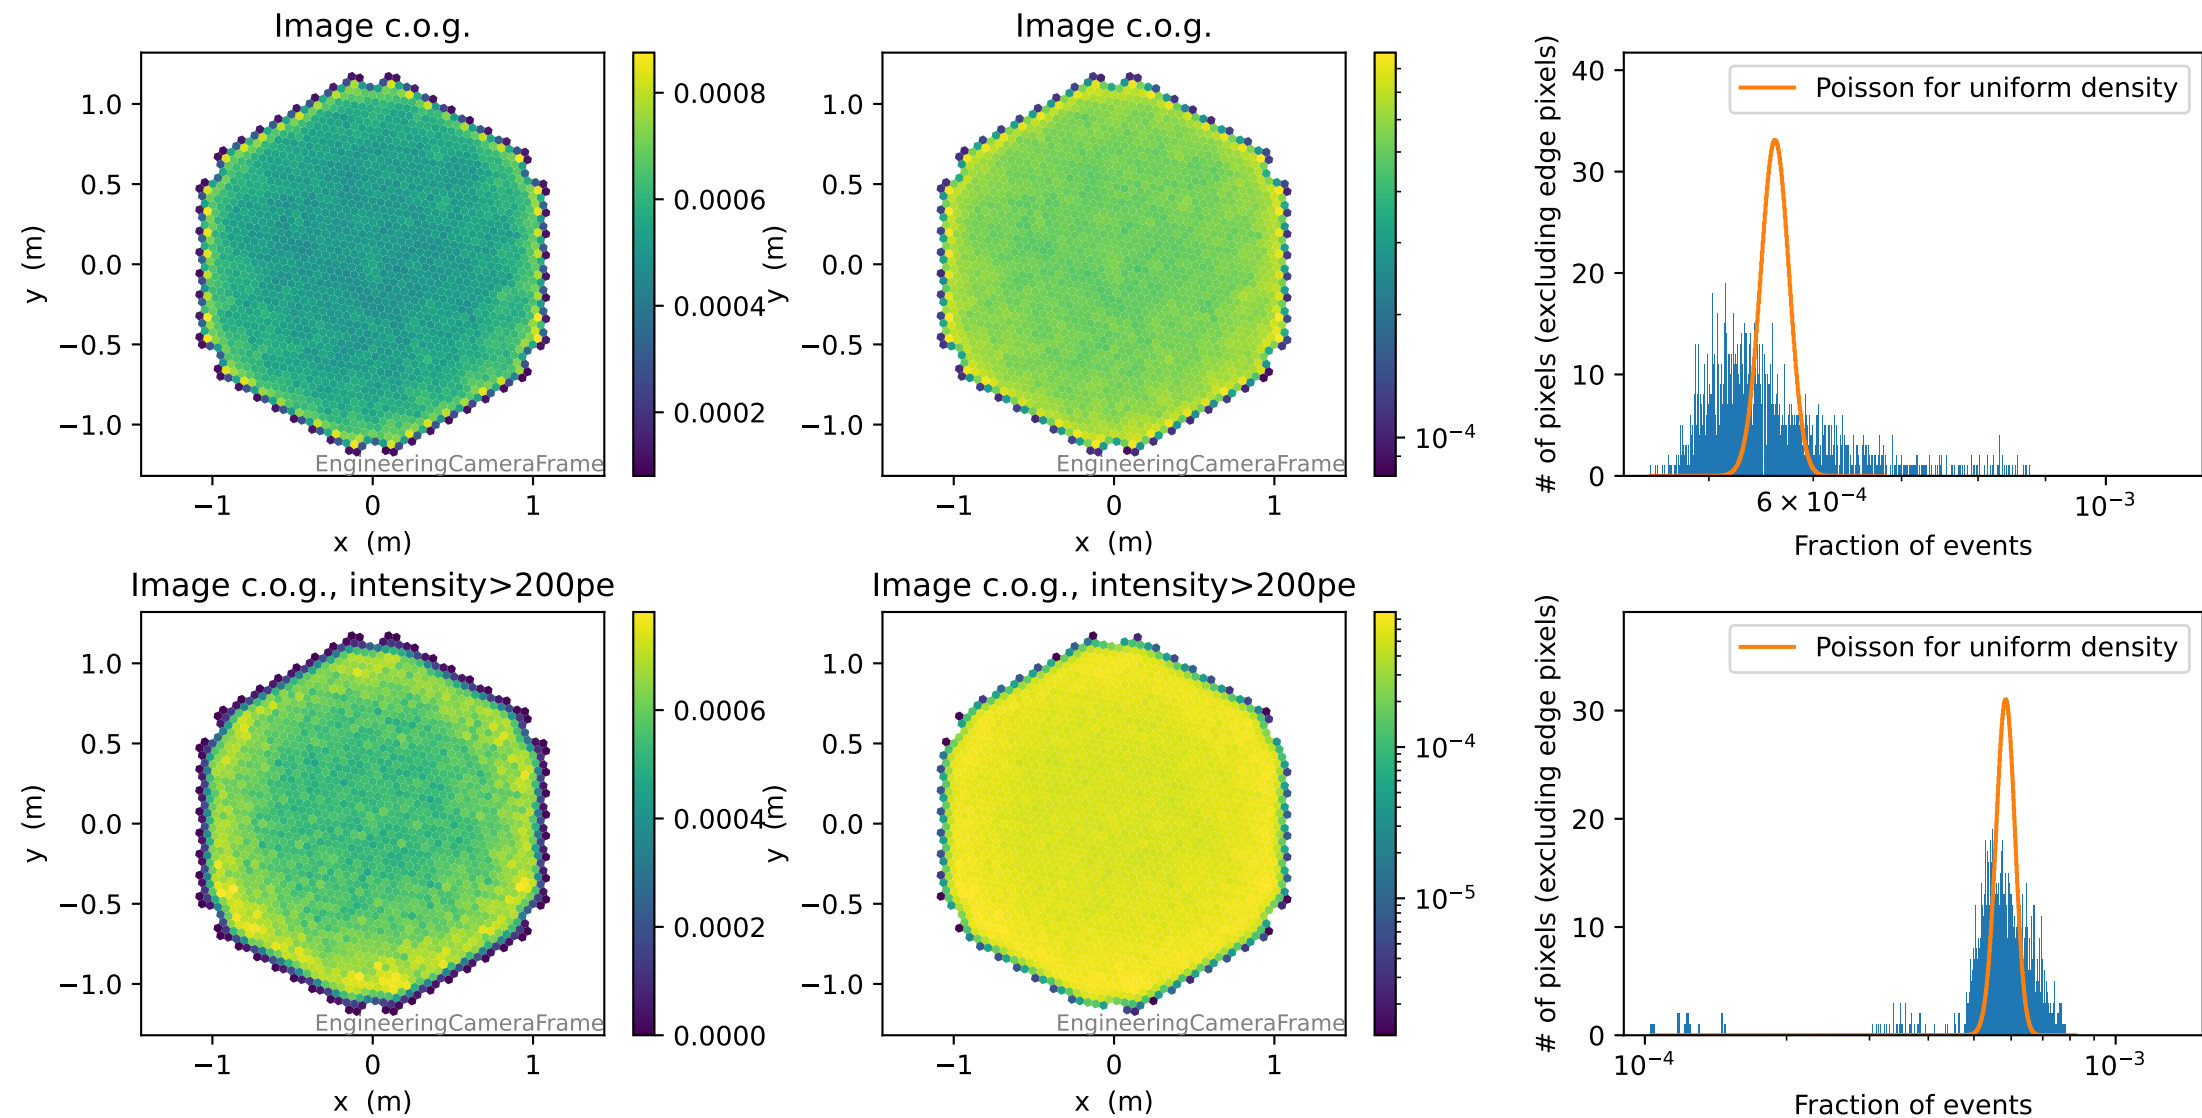 Image c.o.g.
1.0
0.5
0.0
−0.5
−1.0
y (m)
−1
0
1
x (m)
EngineeringCameraFrame
0.0008
0.0006
0.0004
0.0002
Image c.o.g.
1.0
0.5
0.0
−0.5
−1.0
y (m)
−1
0
1
x (m)
EngineeringCameraFrame
10⁻⁴
Poisson for uniform density
40
30
20
10
0
# of pixels (excluding edge pixels)
6 × 10⁻⁴
10⁻³
Fraction of events
Image c.o.g., intensity>200pe
1.0
0.5
0.0
−0.5
−1.0
y (m)
−1
0
1
x (m)
EngineeringCameraFrame
0.0006
0.0004
0.0002
0.0000
Image c.o.g., intensity>200pe
1.0
0.5
0.0
−0.5
−1.0
y (m)
−1
0
1
x (m)
EngineeringCameraFrame
10⁻⁴
10⁻⁵
Poisson for uniform density
30
20
10
0
# of pixels (excluding edge pixels)
10⁻⁴
10⁻³
Fraction of events